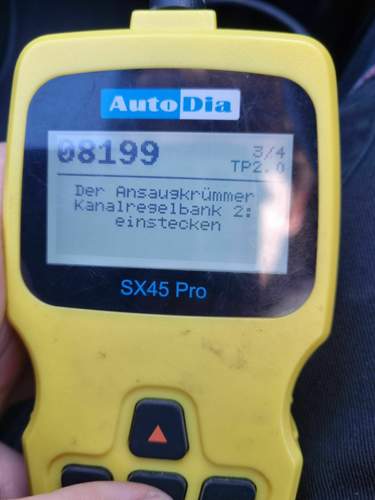 AutoDia
08199
3/4
TP2.0
Der Ansaugkrümmer
Kanalregelbank 2:
einstecken
SX45 Pro